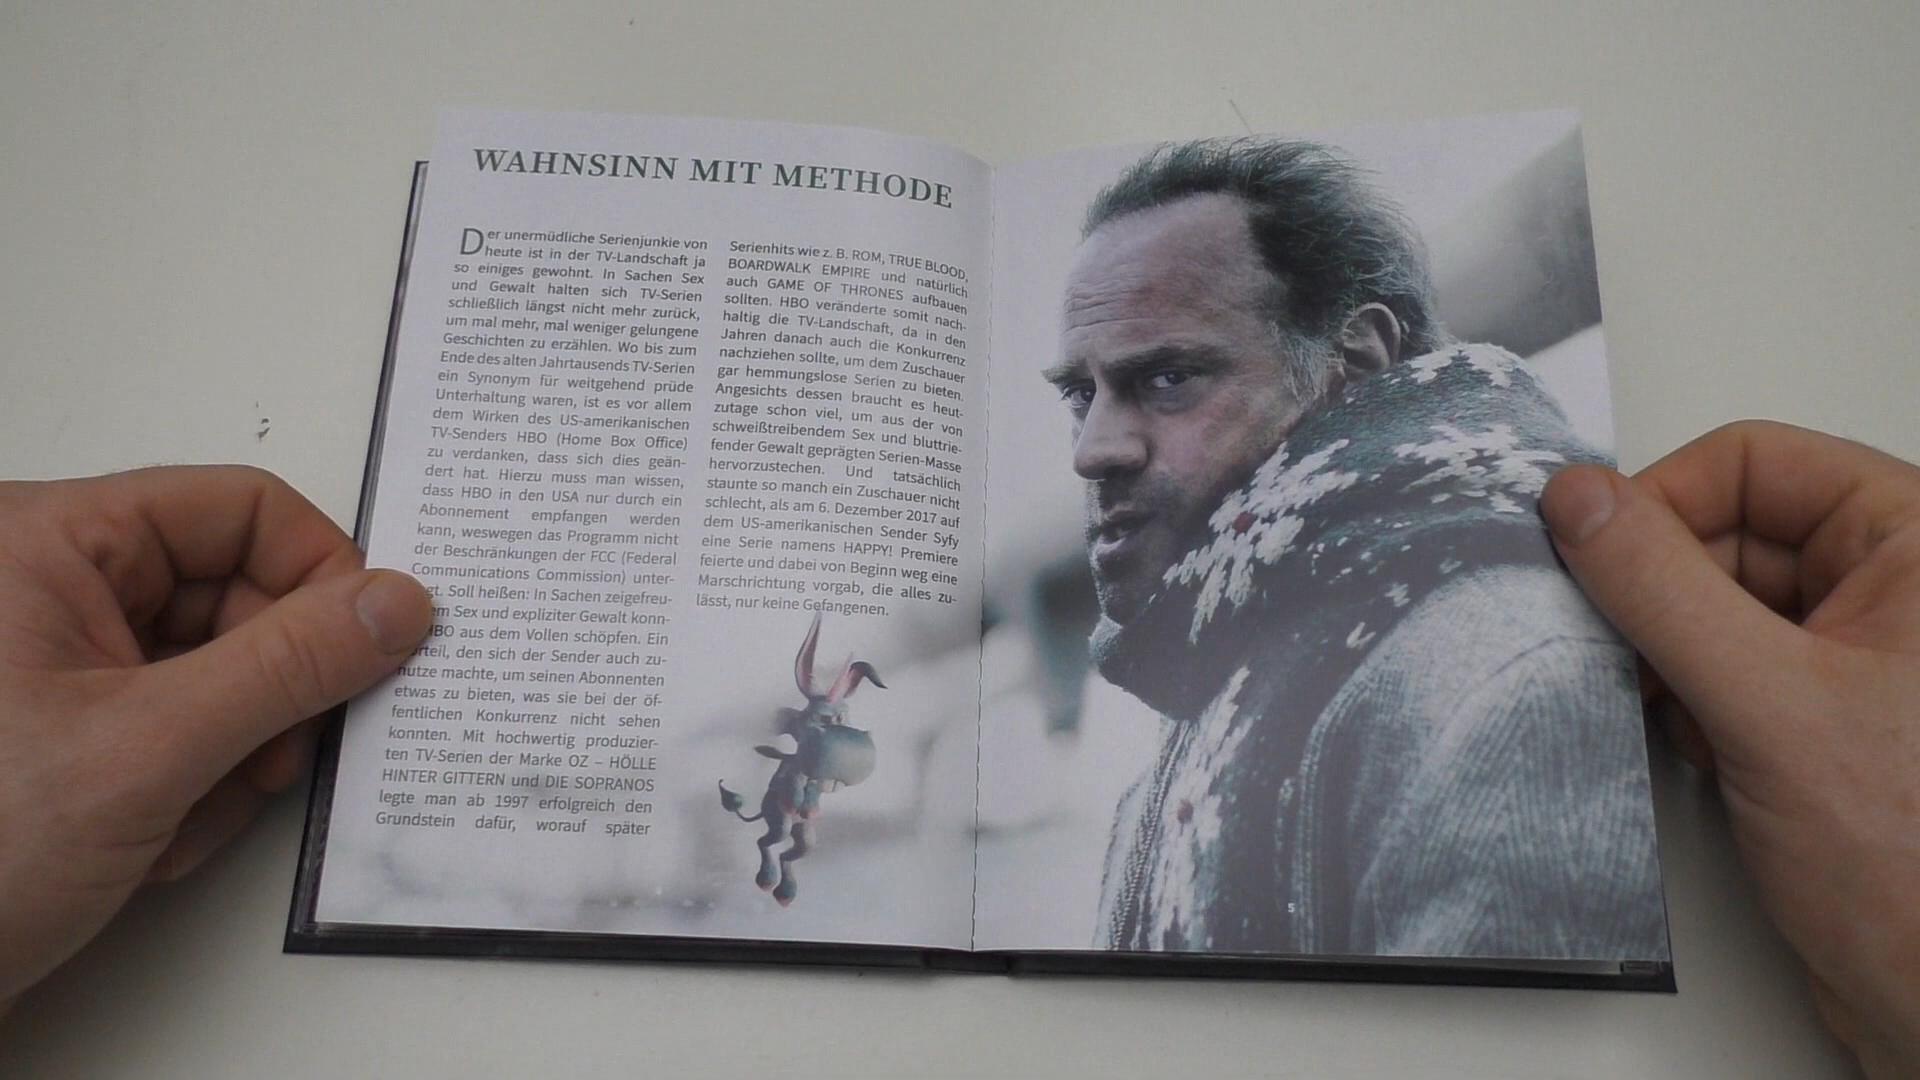 WAHNSINN MIT METHODE
Der unermüdliche Serienjunkie von
heute ist in der TV-Landschaft ja
so einiges gewohnt. In Sachen Sex
und Gewalt halten sich TV-Serien
schließlich längst nicht mehr zurück,
um mal mehr, mal weniger gelungene
Geschichten zu erzählen. Wo bis zum
Ende des alten Jahrtausends TV-Serien
ein Synonym für weitgehend prüde
Unterhaltung waren, ist es vor allem
dem Wirken des US-amerikanischen
TV-Senders HBO (Home Box Office)
zu verdanken, dass sich dies geän-
dert hat. Hierzu muss man wissen,
dass HBO in den USA nur durch ein
Abonnement empfangen werden
kann, weswegen das Programm nicht
der Beschränkungen der FCC (Federal
Communications Commission) unter-
gt. Soll heißen: In Sachen zeigefreu-
em Sex und expliziter Gewalt konn-
HBO aus dem Vollen schöpfen. Ein
rteil, den sich der Sender auch zu-
nutze machte, um seinen Abonnenten
etwas zu bieten, was sie bei der öf-
fentlichen Konkurrenz nicht sehen
konnten. Mit hochwertig produzier-
ten TV-Serien der Marke OZ – HÖLLE
HINTER GITTERN und DIE SOPRANOS
legte man ab 1997 erfolgreich den
Grundstein dafür, worauf später
Serienhits wie z. B. ROM, TRUE BLOOD,
BOARDWALK EMPIRE und natürlich
auch GAME OF THRONES aufbauen
sollten. HBO veränderte somit nach-
haltig die TV-Landschaft, da in den
Jahren danach auch die Konkurrenz
nachziehen sollte, um dem Zuschauer
gar hemmungslose Serien zu bieten.
Angesichts dessen braucht es heut-
zutage schon viel, um aus der von
schweißtreibendem Sex und bluttrie-
fender Gewalt geprägten Serien-Masse
hervorzustechen. Und tatsächlich
staunte so manch ein Zuschauer nicht
schlecht, als am 6. Dezember 2017 auf
dem US-amerikanischen Sender Syfy
eine Serie namens HAPPY! Premiere
feierte und dabei von Beginn weg eine
Marschrichtung vorgab, die alles zu-
lässt, nur keine Gefangenen.
5